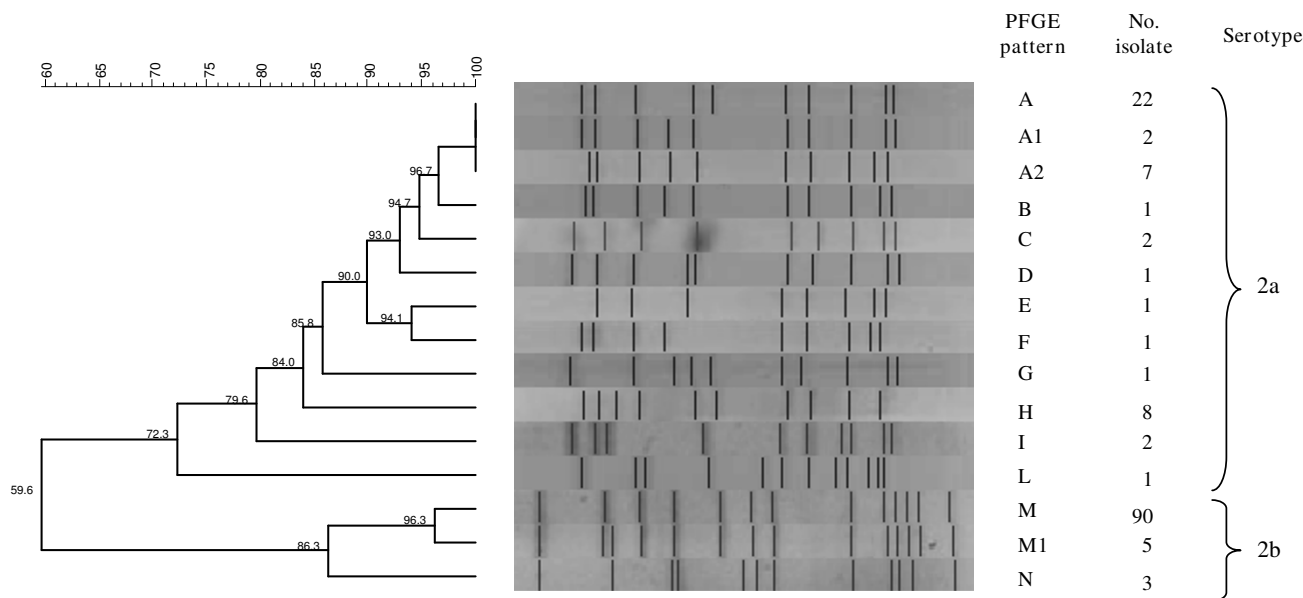 PFGE pattern No. isolate Serotype
60 65 70 75 80 85 90 95 100
A 22
A1 2
96.7 A2 7
94.7 B 1
93.0 C 2
90.0 D 1
2a
94.1 E 1
85.8 F 1
84.0 G 1
79.6 H 8
72.3 I 2
L 1
59.6
96.3 M 90
86.3 M1 5
2b
N 3